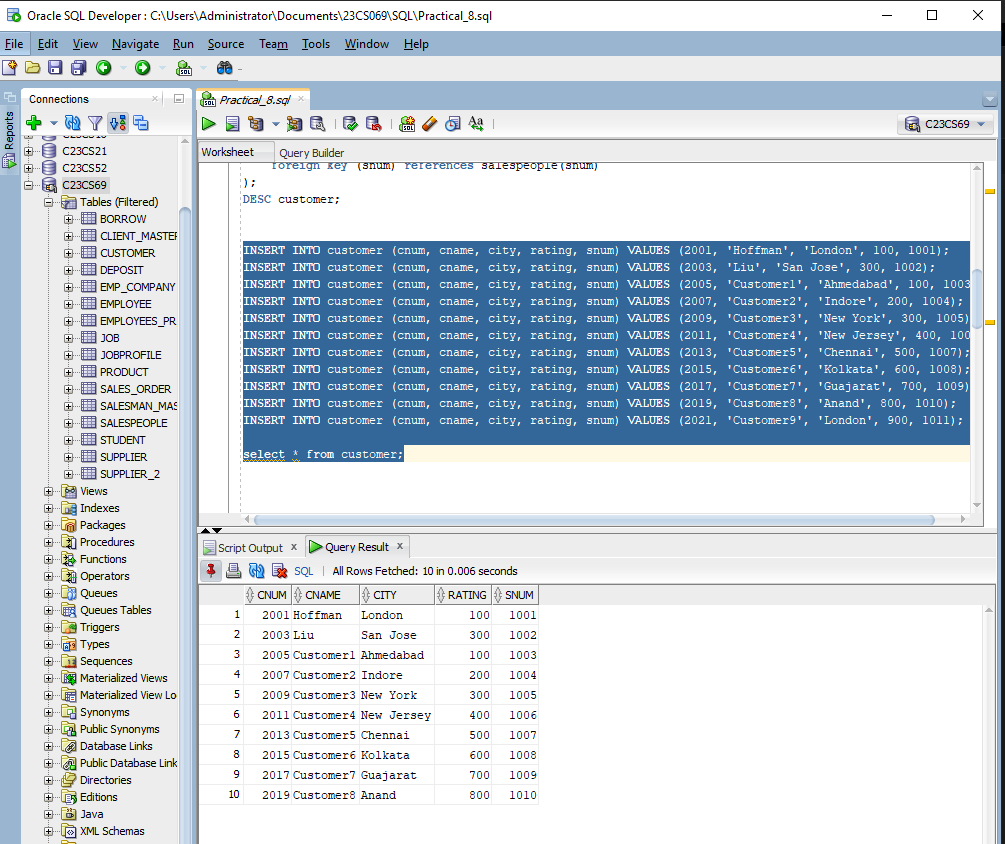 Oracle SQL Developer : C:\Users\Administrator\Documents\23CS069\SQL\Practical_8.sql
File Edit View Navigate Run Source Team Tools Window Help
Reports
Connections
C23CS21
C23CS52
C23CS69
Tables (Filtered)
BORROW
CLIENT_MASTER
CUSTOMER
DEPOSIT
EMP_COMPANY
EMPLOYEE
EMPLOYEES_PR
JOB
JOBPROFILE
PRODUCT
SALES_ORDER
SALESMAN_MAS
SALESPEOPLE
STUDENT
SUPPLIER
SUPPLIER_2
Views
Indexes
Packages
Procedures
Functions
Operators
Queues
Queues Tables
Triggers
Types
Sequences
Materialized Views
Materialized View Lo
Synonyms
Public Synonyms
Database Links
Public Database Link
Directories
Editions
Java
XML Schemas
Practical_8.sql
C23CS69
Worksheet Query Builder
foreign key (snum) references salespeople(snum)
);
DESC customer;
INSERT INTO customer (cnum, cname, city, rating, snum) VALUES (2001, 'Hoffman', 'London', 100, 1001);
INSERT INTO customer (cnum, cname, city, rating, snum) VALUES (2003, 'Liu', 'San Jose', 300, 1002);
INSERT INTO customer (cnum, cname, city, rating, snum) VALUES (2005, 'Customer1', 'Ahmedabad', 100, 1003
INSERT INTO customer (cnum, cname, city, rating, snum) VALUES (2007, 'Customer2', 'Indore', 200, 1004);
INSERT INTO customer (cnum, cname, city, rating, snum) VALUES (2009, 'Customer3', 'New York', 300, 1005)
INSERT INTO customer (cnum, cname, city, rating, snum) VALUES (2011, 'Customer4', 'New Jersey', 400, 100
INSERT INTO customer (cnum, cname, city, rating, snum) VALUES (2013, 'Customer5', 'Chennai', 500, 1007);
INSERT INTO customer (cnum, cname, city, rating, snum) VALUES (2015, 'Customer6', 'Kolkata', 600, 1008);
INSERT INTO customer (cnum, cname, city, rating, snum) VALUES (2017, 'Customer7', 'Guajarat', 700, 1009)
INSERT INTO customer (cnum, cname, city, rating, snum) VALUES (2019, 'Customer8', 'Anand', 800, 1010);
INSERT INTO customer (cnum, cname, city, rating, snum) VALUES (2021, 'Customer9', 'London', 900, 1011);
select * from customer;
Script Output x Query Result x
SQL | All Rows Fetched: 10 in 0.006 seconds
CNUM CNAME CITY RATING SNUM
1 2001 Hoffman London 100 1001
2 2003 Liu San Jose 300 1002
3 2005 Customer1 Ahmedabad 100 1003
4 2007 Customer2 Indore 200 1004
5 2009 Customer3 New York 300 1005
6 2011 Customer4 New Jersey 400 1006
7 2013 Customer5 Chennai 500 1007
8 2015 Customer6 Kolkata 600 1008
9 2017 Customer7 Guajarat 700 1009
10 2019 Customer8 Anand 800 1010